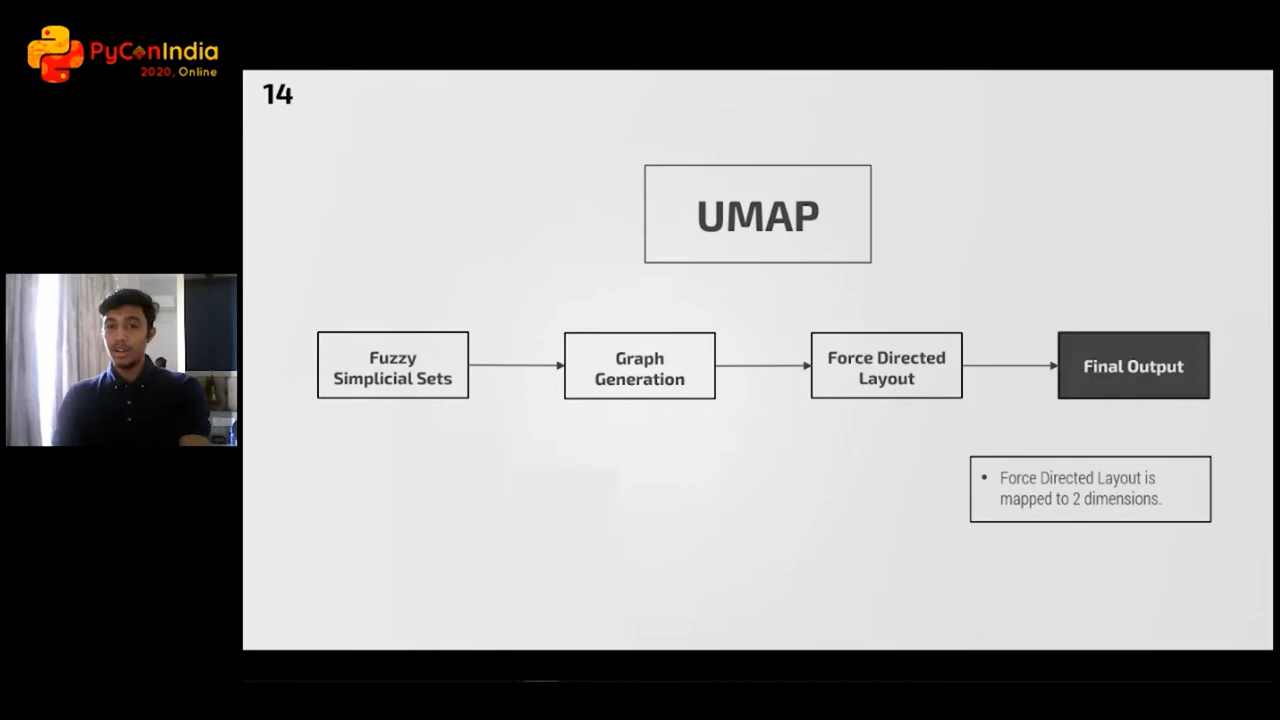 PyConIndia
2020, Online
14
UMAP
Fuzzy
Simplicial Sets
Graph
Generation
Force Directed
Layout
Final Output
• Force Directed Layout is
mapped to 2 dimensions.